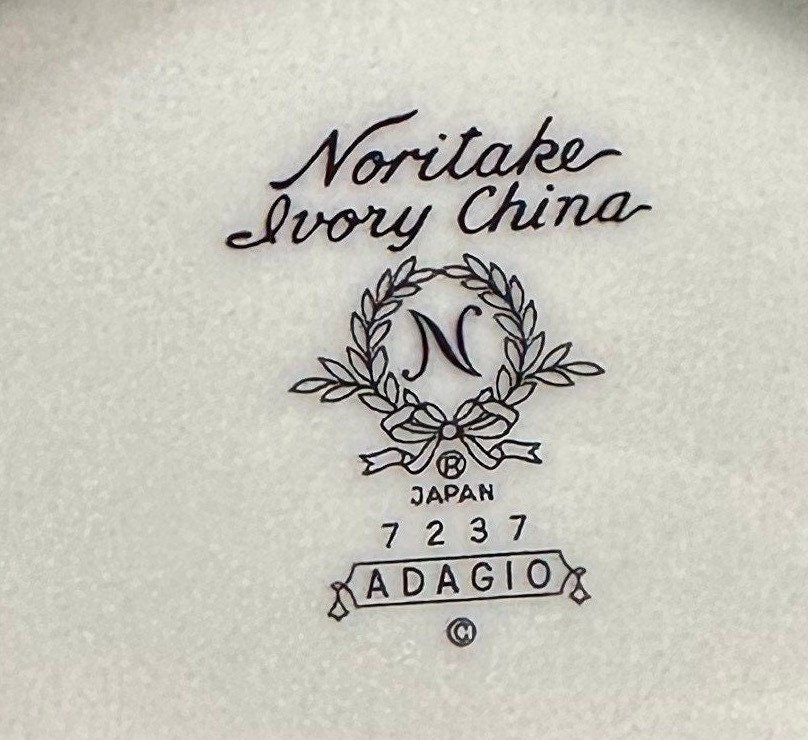 Noritake
Ivory China
N
®
JAPAN
7237
ADAGIO
©